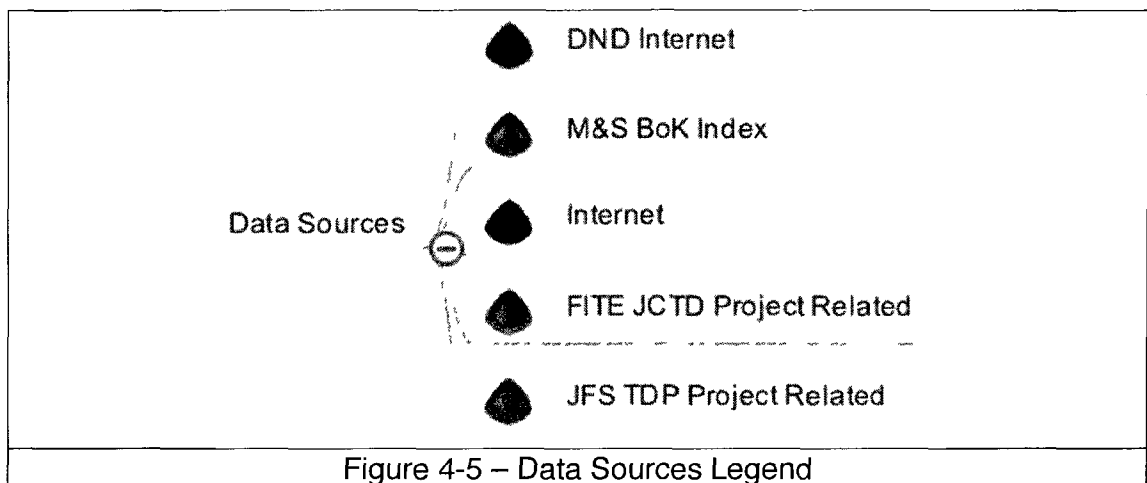 DND Internet
M&S BoK Index
Data Sources
Internet
FITE JCTD Project Related
JFS TDP Project Related
Figure 4-5 – Data Sources Legend